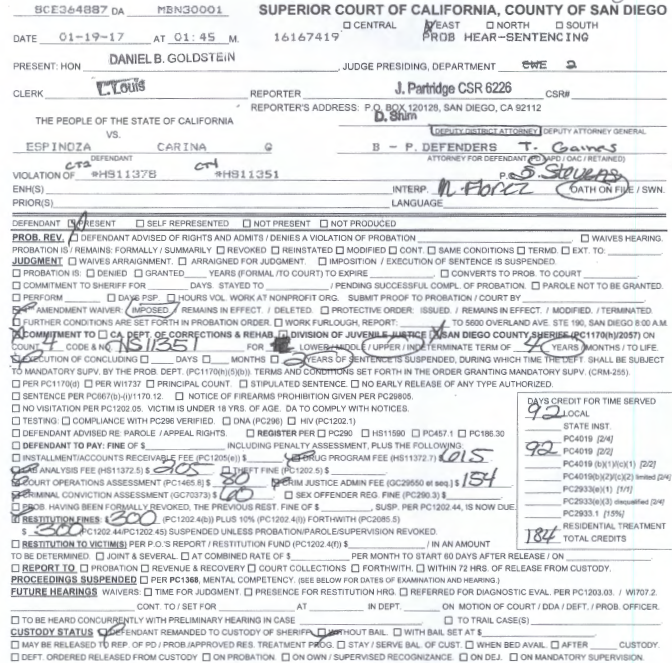 SCE364887 DA MBN30001 SUPERIOR COURT OF CALIFORNIA, COUNTY OF SAN DIEGO
☐ CENTRAL ☒ EAST ☐ NORTH ☐ SOUTH
DATE 01-19-17 AT 01:45 M. 16167419 PROB HEAR-SENTENCING
PRESENT: HON DANIEL B. GOLDSTEIN , JUDGE PRESIDING, DEPARTMENT 2
CLERK L. Louis REPORTER J. Partridge CSR 6226 CSR#
REPORTER'S ADDRESS: P.O. BOX 120128, SAN DIEGO, CA 92112
THE PEOPLE OF THE STATE OF CALIFORNIA D. Shim
VS. DEPUTY DISTRICT ATTORNEY / DEPUTY ATTORNEY GENERAL
ESPINOZA CARINA G B - P. DEFENDERS T. Gaines
DEFENDANT ATTORNEY FOR DEFENDANT (PD / APD / OAC / RETAINED)
CT2 CT4
VIOLATION OF #HS11378 #HS11351 P.O. S. Stevens
ENH(S) INTERP. M. Florez OATH ON FILE / SWN.
PRIOR(S) LANGUAGE
DEFENDANT ☒ PRESENT ☐ SELF REPRESENTED ☐ NOT PRESENT ☐ NOT PRODUCED
PROB. REV. ☐ DEFENDANT ADVISED OF RIGHTS AND ADMITS / DENIES A VIOLATION OF PROBATION ☐ WAIVES HEARING.
PROBATION IS / REMAINS: FORMALLY / SUMMARILY ☐ REVOKED ☐ REINSTATED ☐ MODIFIED ☐ CONT. ☐ SAME CONDITIONS ☐ TERMD. ☐ EXT. TO:
JUDGMENT ☐ WAIVES ARRAIGNMENT. ☐ ARRAIGNED FOR JUDGMENT. ☐ IMPOSITION / EXECUTION OF SENTENCE IS SUSPENDED.
☐ PROBATION IS: ☐ DENIED ☐ GRANTED YEARS (FORMAL /TO COURT) TO EXPIRE ☐ CONVERTS TO PROB. TO COURT
☐ COMMITMENT TO SHERIFF FOR DAYS. STAYED TO / PENDING SUCCESSFUL COMPL. OF PROBATION. ☐ PAROLE NOT TO BE GRANTED.
☐ PERFORM ☐ DAYS PSP. ☐ HOURS VOL. WORK AT NONPROFIT ORG. SUBMIT PROOF TO PROBATION / COURT BY
☒ 4th AMENDMENT WAIVER: IMPOSED / REMAINS IN EFFECT / DELETED. ☐ PROTECTIVE ORDER: ISSUED. / REMAINS IN EFFECT / MODIFIED. / TERMINATED
☐ FURTHER CONDITIONS ARE SET FORTH IN PROBATION ORDER. ☐ WORK FURLOUGH, REPORT: TO 5600 OVERLAND AVE. STE 190, SAN DIEGO 8:00 A.M.
☒ COMMITMENT TO ☐ CA DEPT. OF CORRECTIONS & REHAB. ☐ DIVISION OF JUVENILE JUSTICE ☒ SAN DIEGO COUNTY SHERIFF (PC1170(h)/2057) ON
COUNT 4 CODE & NO. HS11351 FOR LOWER / MIDDLE / UPPER / INDETERMINATE TERM OF YEARS / MONTHS / TO LIFE.
☒ EXECUTION OF CONCLUDING ☐ DAYS ☐ MONTHS YEARS OF SENTENCE IS SUSPENDED, DURING WHICH TIME THE DEFT. SHALL BE SUBJECT
TO MANDATORY SUPV. BY THE PROB. DEPT. (PC1170(h)(5)(b)) TERMS AND CONDITIONS SET FORTH IN THE ORDER GRANTING MANDATORY SUPV. (CRM-255).
☐ PER PC1170(d) ☐ PER WI1737 ☐ PRINCIPAL COUNT. ☐ STIPULATED SENTENCE. ☐ NO EARLY RELEASE OF ANY TYPE AUTHORIZED.
☐ SENTENCE PER PC667(b)-(i)/1170.12. ☐ NOTICE OF FIREARMS PROHIBITION GIVEN PER PC29805.
☐ NO VISITATION PER PC1202.05. VICTIM IS UNDER 18 YRS. OF AGE. DA TO COMPLY WITH NOTICES.
☐ TESTING: ☐ COMPLIANCE WITH PC296 VERIFIED. ☐ DNA (PC296) ☐ HIV (PC1202.1)
☐ DEFENDANT ADVISED RE: PAROLE / APPEAL RIGHTS. ☐ REGISTER PER ☐ PC290 ☐ HS11590 ☐ PC457.1 ☐ PC186.30
☐ DEFENDANT TO PAY: FINE OF $ INCLUDING PENALTY ASSESSMENT, PLUS THE FOLLOWING:
☐ INSTALLMENT/ACCOUNTS RECEIVABLE FEE (PC1205(e)) ☒ DRUG PROGRAM FEE (HS11372.7) $ 615
☒ LAB ANALYSIS FEE (HS11372.5) $ 205 ☐ THEFT FINE (PC1202.5) $
☒ COURT OPERATIONS ASSESSMENT (PC1465.8) $ 80 ☒ CRIM JUSTICE ADMIN FEE (GC29550 et seq.) $ 154
☒ CRIMINAL CONVICTION ASSESSMENT (GC70373) $ 60 ☐ SEX OFFENDER REG. FINE (PC290.3) $
☐ PROB. HAVING BEEN FORMALLY REVOKED, THE PREVIOUS REST. FINE OF $ , SUSP. PER PC1202.44, IS NOW DUE.
☒ RESTITUTION FINES: $ 300 (PC1202.4(b)) PLUS 10% (PC1202.4(l)) FORTHWITH (PC2085.5)
$ 300 (PC1202.44/PC1202.45) SUSPENDED UNLESS PROBATION/PAROLE/SUPERVISION REVOKED.
☐ RESTITUTION TO VICTIM(S) PER P.O.'S REPORT / RESTITUTION FUND (PC1202.4(f)) $ / IN AN AMOUNT
TO BE DETERMINED ☐ JOINT & SEVERAL. ☐ AT COMBINED RATE OF $ PER MONTH TO START 60 DAYS AFTER RELEASE / ON
☐ REPORT TO ☐ PROBATION ☐ REVENUE & RECOVERY ☐ COURT COLLECTIONS ☐ FORTHWITH. ☐ WITHIN 72 HRS. OF RELEASE FROM CUSTODY.
DAYS CREDIT FOR TIME SERVED
92 LOCAL
STATE INST.
PC4019 [2/4]
92 PC4019 [2/2]
PC4019 (b)(1)/(c)(1) [2/2]
PC4019(b)(2)/(c)(2) limited [2/4]
PC2933(e)(1) [1/1]
PC2933(e)(3) disqualified [2/4]
PC2933.1 [15%]
RESIDENTIAL TREATMENT
184 TOTAL CREDITS
PROCEEDINGS SUSPENDED ☐ PER PC1368, MENTAL COMPETENCY. (SEE BELOW FOR DATES OF EXAMINATION AND HEARING.)
FUTURE HEARINGS WAIVERS: ☐ TIME FOR JUDGMENT. ☐ PRESENCE FOR RESTITUTION HRG. ☐ REFERRED FOR DIAGNOSTIC EVAL. PER PC1203.03. / WI707.2.
CONT. TO / SET FOR AT IN DEPT. ON MOTION OF COURT / DDA / DEFT. / PROB. OFFICER.
☐ TO BE HEARD CONCURRENTLY WITH PRELIMINARY HEARING IN CASE ☐ TO TRAIL CASE(S)
CUSTODY STATUS ☒ DEFENDANT REMANDED TO CUSTODY OF SHERIFF ☒ WITHOUT BAIL. ☐ WITH BAIL SET AT $
☐ MAY BE RELEASED TO REP. OF PD / PROB./APPROVED RES. TREATMENT PROG. ☐ STAY / SERVE BAL. OF CUST. ☐ WHEN BED AVAIL. ☐ AFTER CUSTODY.
☐ DEFT. ORDERED RELEASED FROM CUSTODY ☐ ON PROBATION. ☐ ON OWN / SUPERVISED RECOGNIZANCE. ☐ ON DEJ. ☐ ON MANDATORY SUPERVISION.